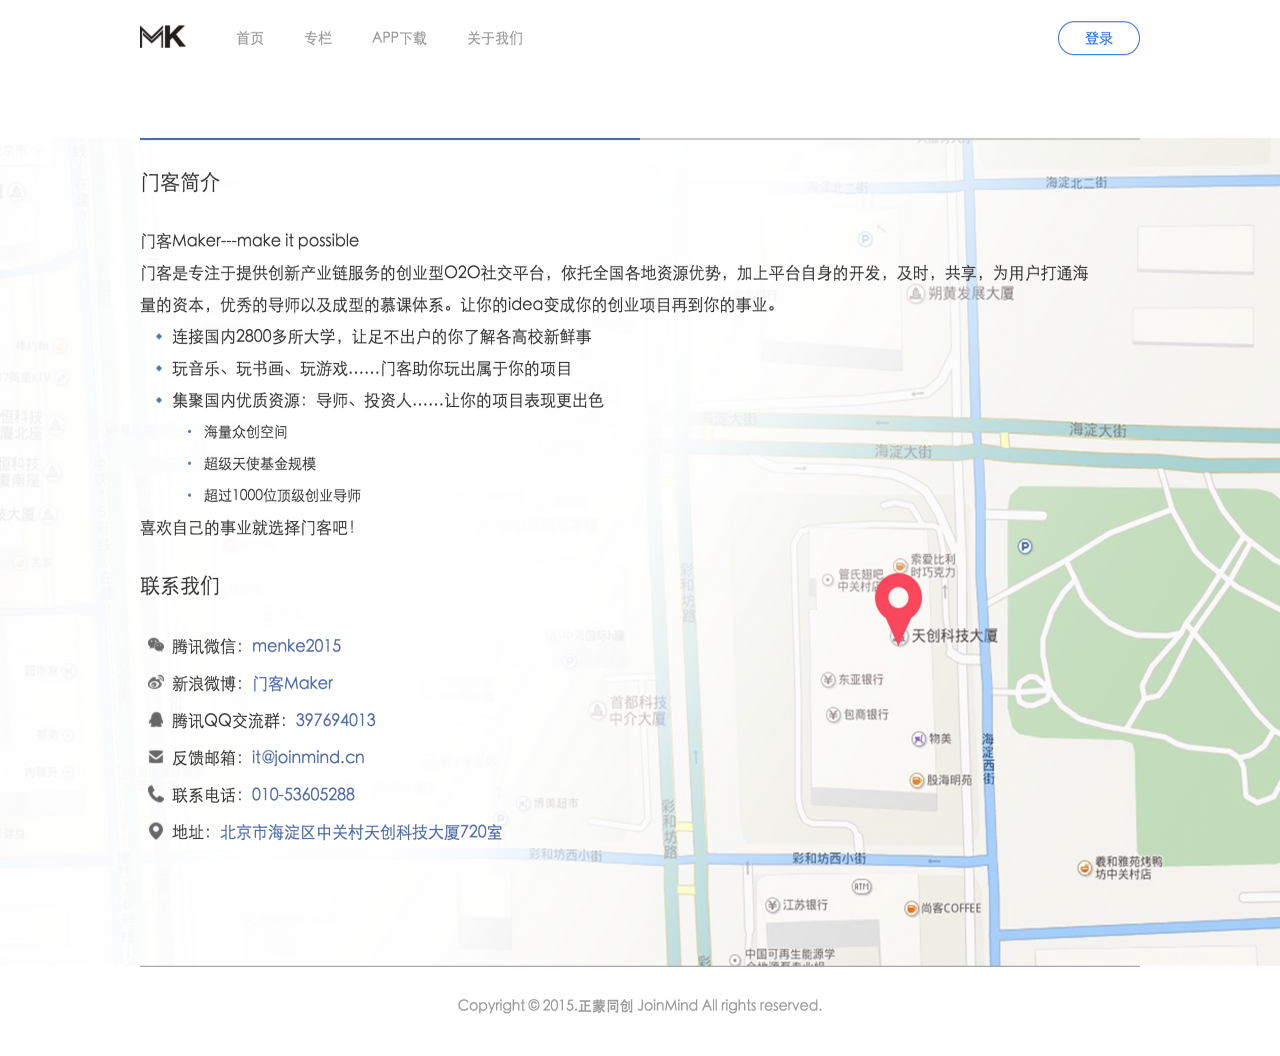 MK
首页 专栏 APP下载 关于我们
登录
门客简介
门客Maker---make it possible
门客是专注于提供创新产业链服务的创业型O2O社交平台，依托全国各地资源优势，加上平台自身的开发，及时，共享，为用户打通海
量的资本，优秀的导师以及成型的慕课体系。让你的idea变成你的创业项目再到你的事业。
连接国内2800多所大学，让足不出户的你了解各高校新鲜事
玩音乐、玩书画、玩游戏……门客助你玩出属于你的项目
集聚国内优质资源：导师、投资人……让你的项目表现更出色
海量众创空间
超级天使基金规模
超过1000位顶级创业导师
喜欢自己的事业就选择门客吧！
联系我们
腾讯微信：menke2015
新浪微博：门客Maker
腾讯QQ交流群：397694013
反馈邮箱：it@joinmind.cn
联系电话：010-53605288
地址：北京市海淀区中关村天创科技大厦720室
海淀北二街
海淀北二街
P
朔黄发展大厦
海淀大街
海淀大街
海淀大街
P
索爱比利
时巧克力
管氏翅吧
中关村店
天创科技大厦
东亚银行
包商银行
物美
殷海明苑
海淀西街
首都科技
中介大厦
彩和坊路
彩和坊路
博美超市
彩和坊西小街
彩和坊西小街
羲和雅苑烤鸭
坊中关村店
ATM
江苏银行
尚客COFFEE
中国可再生能源学
彩
Copyright © 2015.正蒙同创 JoinMind All rights reserved.